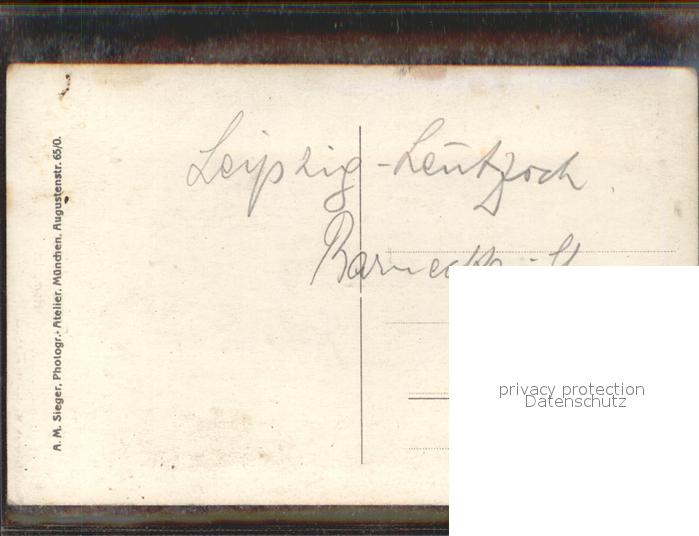 A. M. Sieger, Photogr.-Atelier, München, Augustenstr. 65/0.
Leipzig-Leutzsch
privacy protection
Datenschutz